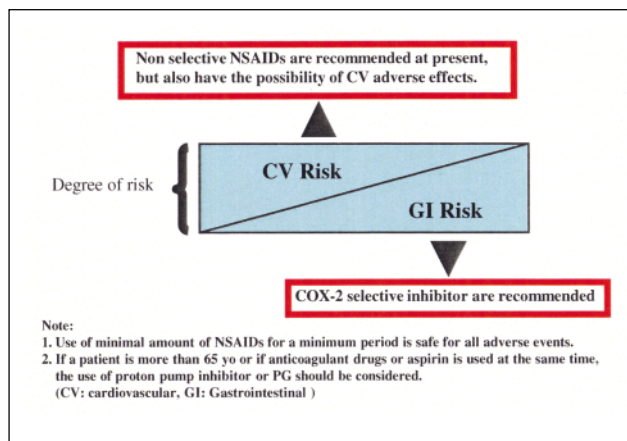 Non selective NSAIDs are recommended at present,
but also have the possibility of CV adverse effects.
Degree of risk
CV Risk
GI Risk
COX-2 selective inhibitor are recommended
Note:
1. Use of minimal amount of NSAIDs for a minimum period is safe for all adverse events.
2. If a patient is more than 65 yo or if anticoagulant drugs or aspirin is used at the same time,
the use of proton pump inhibitor or PG should be considered.
(CV: cardiovascular, GI: Gastrointestinal )